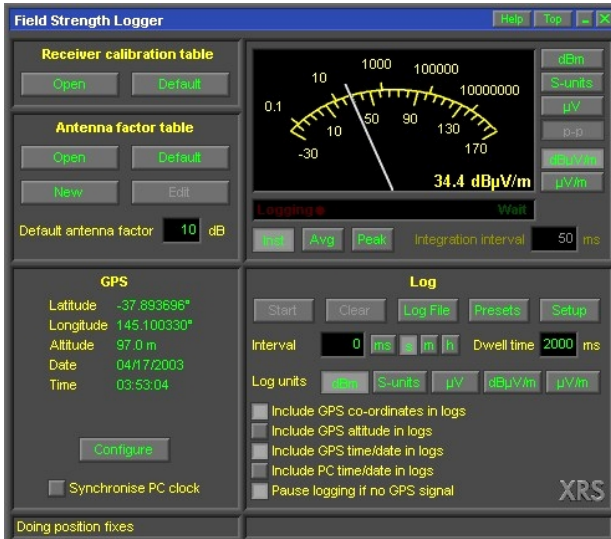 Field Strength Logger
Help Top
Receiver calibration table
Open Default
Antenna factor table
Open Default
New Edit
Default antenna factor 10 dB
0.1 10 1000 100000 10000000
-30 10 50 90 130 170
34.4 dBµV/m
dBm
S-units
µV
p-p
dBµV/m
µV/m
Logging Wait
Inst Avg Peak Integration interval 50 ms
GPS
Latitude -37.893696°
Longitude 145.100330°
Altitude 97.0 m
Date 04/17/2003
Time 03:53:04
Configure
Synchronise PC clock
Log
Start Clear Log File Presets Setup
Interval 0 ms s m h Dwell time 2000 ms
Log units dBm S-units µV dBµV/m µV/m
Include GPS co-ordinates in logs
Include GPS altitude in logs
Include GPS time/date in logs
Include PC time/date in logs
Pause logging if no GPS signal
XRS
Doing position fixes